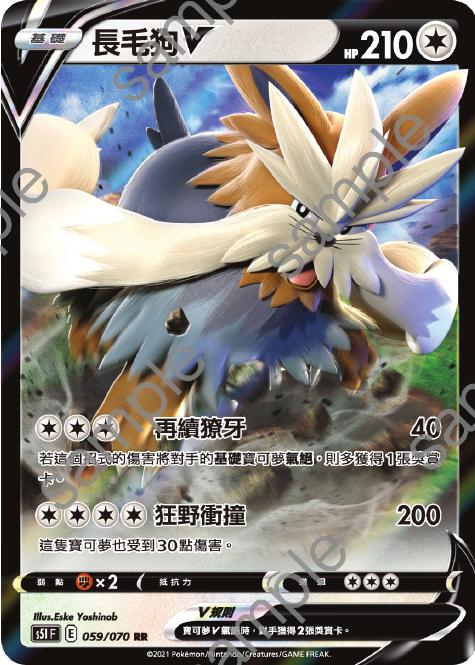 基礎 長毛狗V HP 210
再續獠牙 40
若這個招式的傷害將對手的基礎寶可夢氣絕,則多獲得1張獎賞
卡。
狂野衝撞 200
這隻寶可夢也受到30點傷害。
弱點 ×2 抵抗力 撤退
Illus.Eske Yoshinob
V規則
s5I F E 059/070 RR
寶可夢V氣絕時,對手獲得2張獎賞卡。
©2021 Pokémon/Nintendo/Creatures/GAME FREAK.
sample
sample
sample
sample
sample
sample
sample